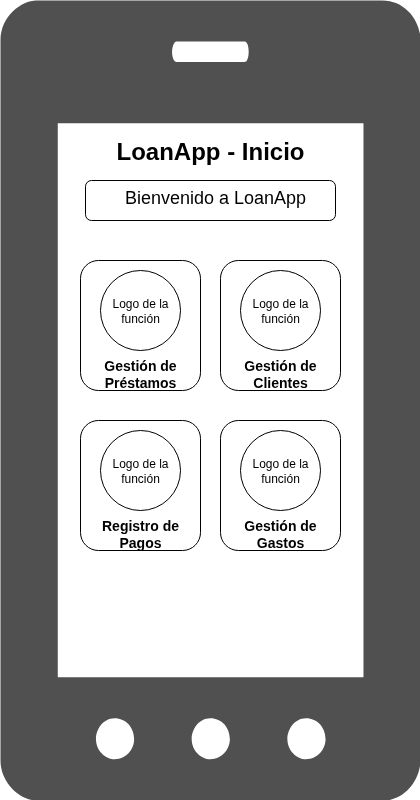 LoanApp - Inicio
Bienvenido a LoanApp
Logo de la
función
Gestión de
Préstamos
Logo de la
función
Gestión de
Clientes
Logo de la
función
Registro de
Pagos
Logo de la
función
Gestión de
Gastos